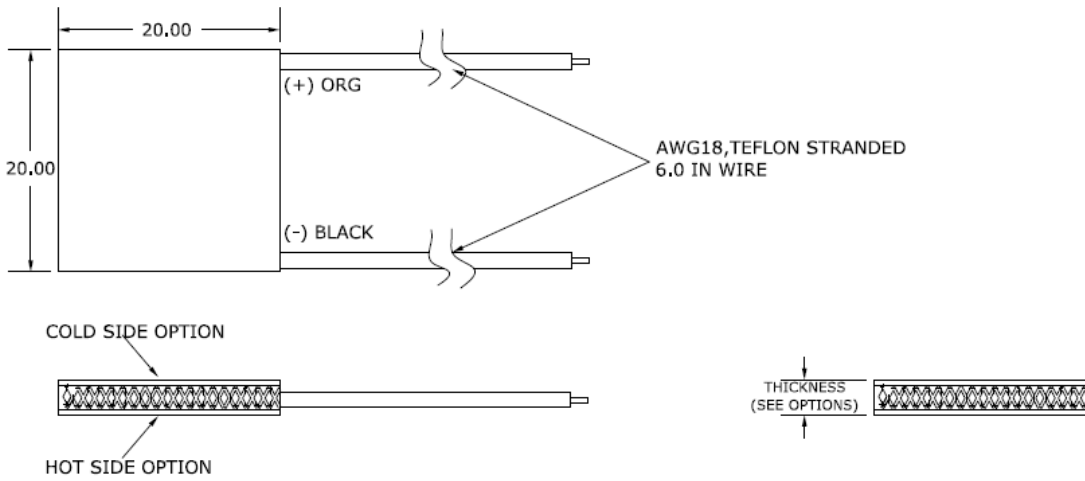 20.00
(+) ORG
20.00
AWG18,TEFLON STRANDED
6.0 IN WIRE
(-) BLACK
COLD SIDE OPTION
THICKNESS
(SEE OPTIONS)
HOT SIDE OPTION